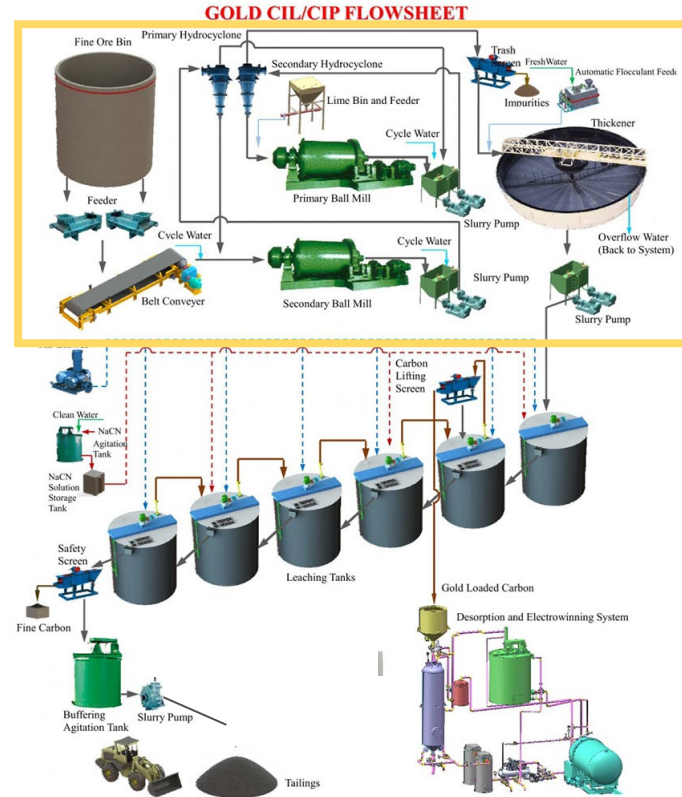 GOLD CIL/CIP FLOWSHEET
Primary Hydrocyclone
Fine Ore Bin
Secondary Hydrocyclone
Trash
Screen
FreshWater
Automatic Flocculant Feede
Impurities
Lime Bin and Feeder
Thickener
Cycle Water
Primary Ball Mill
Slurry Pump
Feeder
Cycle Water
Cycle Water
Overflow Water
(Back to System)
Slurry Pump
Belt Conveyer
Secondary Ball Mill
Slurry Pump
Carbon
Lifting
Screen
Clean Water
NaCN
Agitation
Tank
NaCN
Solution
Storage
Tank
Safety
Screen
Leaching Tanks
Gold Loaded Carbon
Fine Carbon
Desorption and Electrowinning System
Buffering
Agitation Tank
Slurry Pump
Tailings